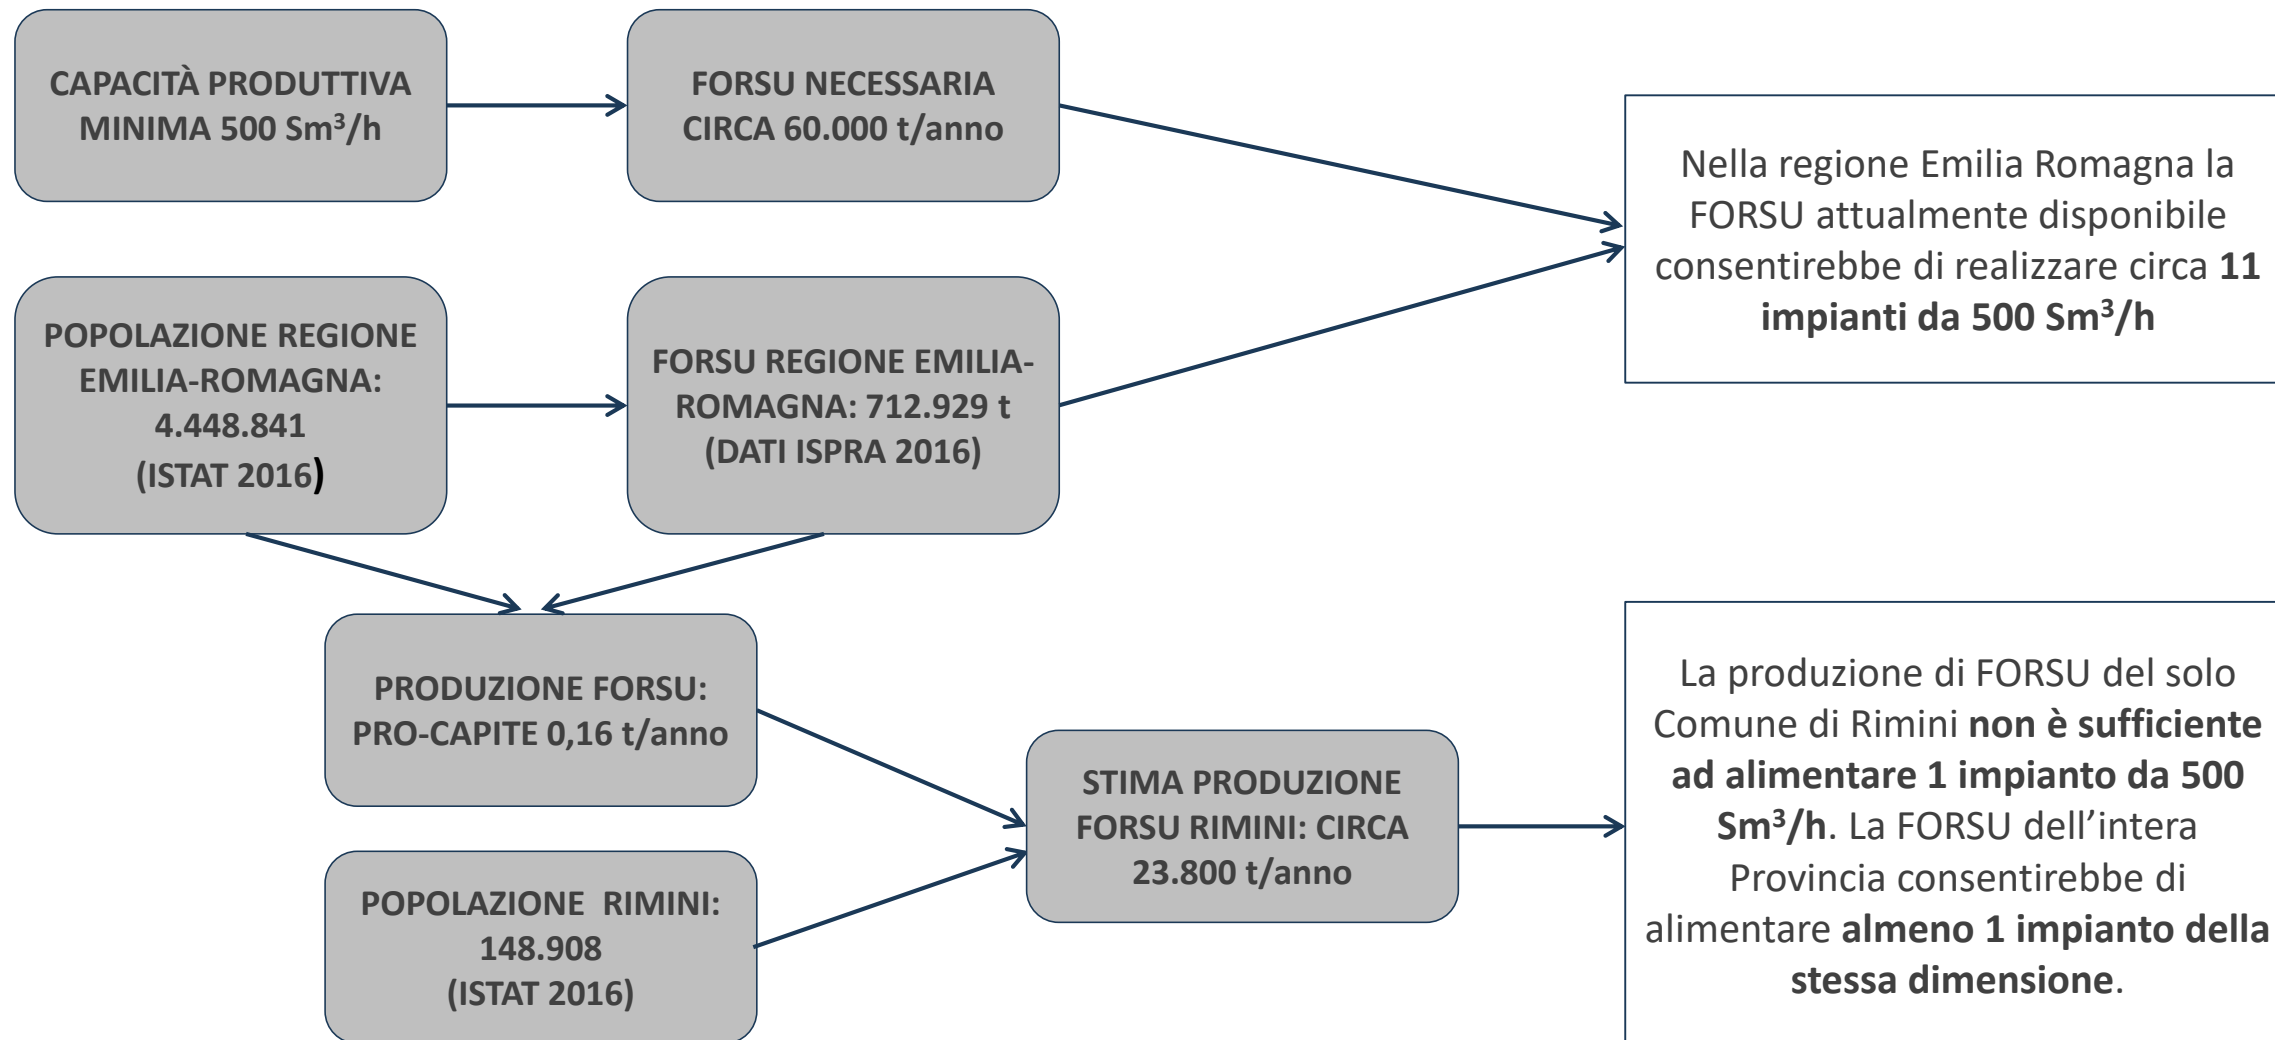 CAPACITÀ PRODUTTIVA
MINIMA 500 Sm³/h
FORSU NECESSARIA
CIRCA 60.000 t/anno
Nella regione Emilia Romagna la
FORSU attualmente disponibile
consentirebbe di realizzare circa 11
impianti da 500 Sm³/h
POPOLAZIONE REGIONE
EMILIA-ROMAGNA:
4.448.841
(ISTAT 2016)
FORSU REGIONE EMILIA-
ROMAGNA: 712.929 t
(DATI ISPRA 2016)
PRODUZIONE FORSU:
PRO-CAPITE 0,16 t/anno
POPOLAZIONE RIMINI:
148.908
(ISTAT 2016)
STIMA PRODUZIONE
FORSU RIMINI: CIRCA
23.800 t/anno
La produzione di FORSU del solo
Comune di Rimini non è sufficiente
ad alimentare 1 impianto da 500
Sm³/h. La FORSU dell’intera
Provincia consentirebbe di
alimentare almeno 1 impianto della
stessa dimensione.